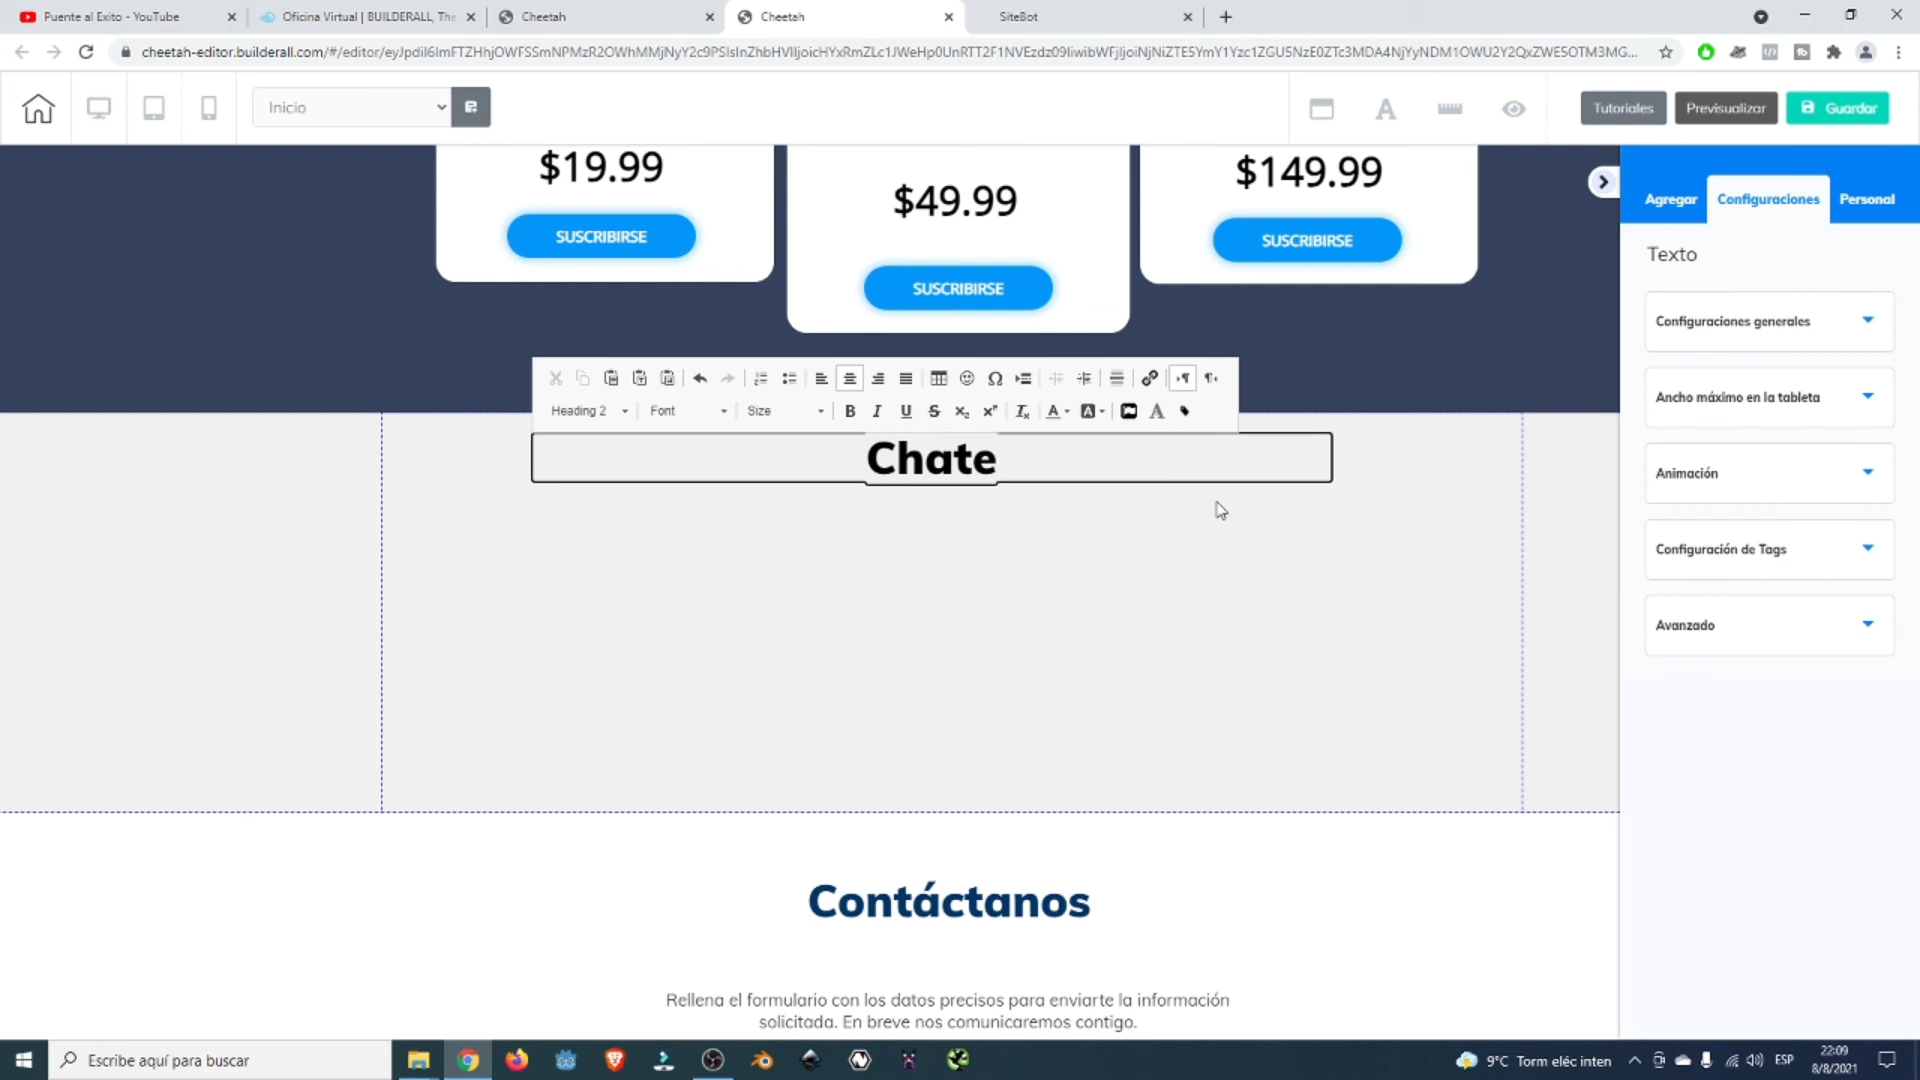 Puente al Exito - YouTube
Oficina Virtual | BUILDERALL, The
Cheetah
Cheetah
SiteBot
Inicio
Tutoriales
Previsualizar
Guardar
$19.99
$49.99
$149.99
SUSCRIBIRSE
SUSCRIBIRSE
SUSCRIBIRSE
Agregar
Configuraciones
Personal
Texto
Configuraciones generales
Ancho máximo en la tableta
Animación
Configuración de Tags
Avanzado
Heading 2
Font
Size
Chate
Contáctanos
Rellena el formulario con los datos precisos para enviarte la información
solicitada. En breve nos comunicaremos contigo.
Escribe aquí para buscar
9°C Torm eléc inten
ESP
22:09
8/8/2021